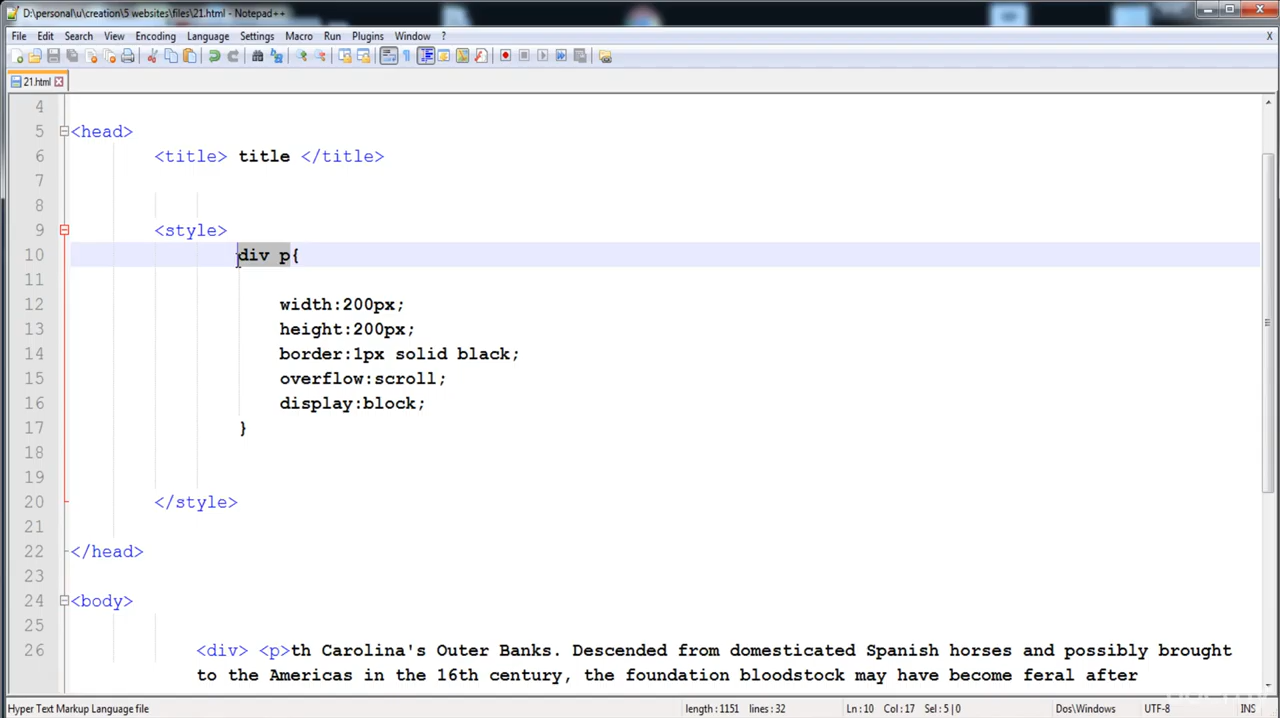 D:\personal\u\creation\5 websites\files\21.html - Notepad++
File Edit Search View Encoding Language Settings Macro Run Plugins Window ? X
21.html
4
5 <head>
6 <title> title </title>
7
8
9 <style>
10 div p{
11
12 width:200px;
13 height:200px;
14 border:1px solid black;
15 overflow:scroll;
16 display:block;
17 }
18
19
20 </style>
21
22 </head>
23
24 <body>
25
26 <div> <p>th Carolina's Outer Banks. Descended from domesticated Spanish horses and possibly brought
to the Americas in the 16th century, the foundation bloodstock may have become feral after
Hyper Text Markup Language file length : 1151 lines : 32 Ln : 10 Col : 17 Sel : 5 | 0 Dos\Windows UTF-8 INS